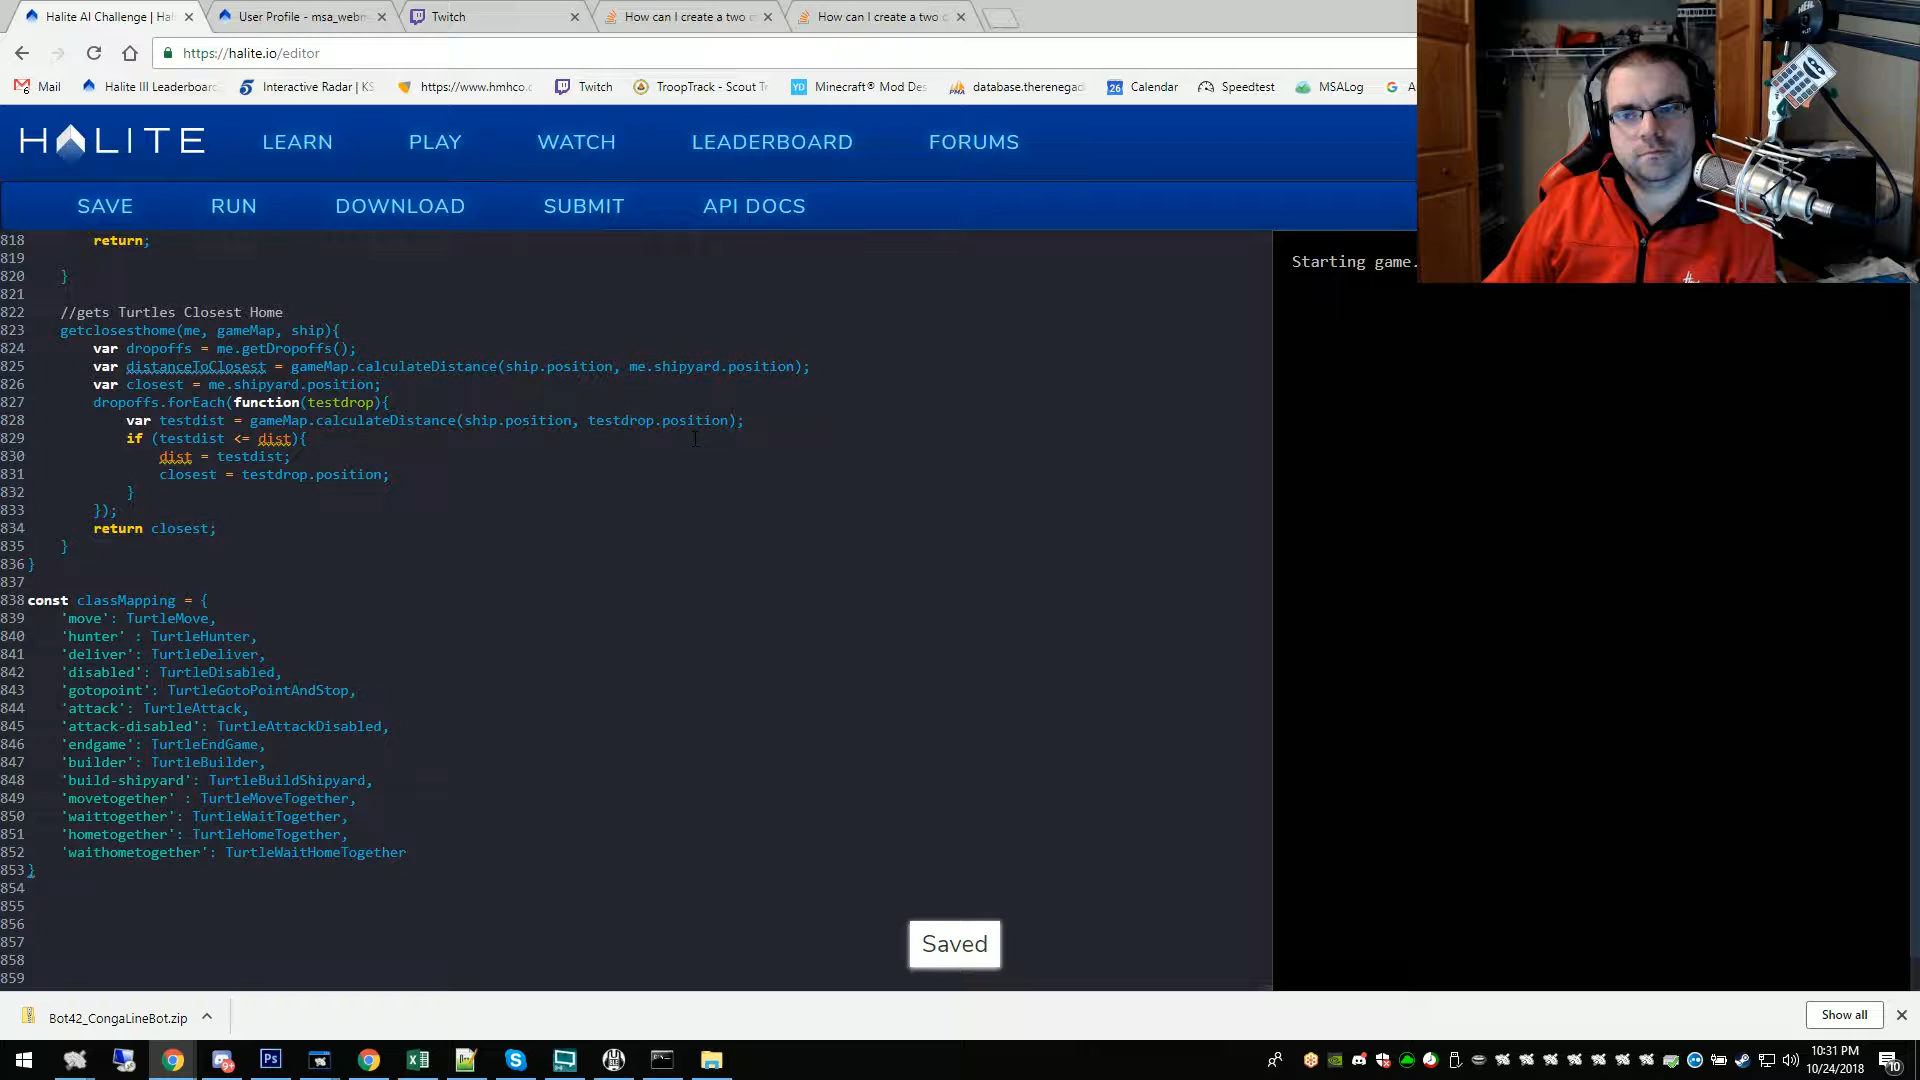 Halite AI Challenge | Hal
User Profile - msa_webm
Twitch
How can I create a two c
How can I create a two c
https://halite.io/editor
Mail
Halite III Leaderboard
Interactive Radar | KS
https://www.hmhco.c
Twitch
TroopTrack - Scout T
Minecraft® Mod Des
database.therenegad
26
Calendar
Speedtest
MSALog
HALITE
LEARN
PLAY
WATCH
LEADERBOARD
FORUMS
SAVE
RUN
DOWNLOAD
SUBMIT
API DOCS
Starting game.
818 return;
819
820 }
821
822 //gets Turtles Closest Home
823 getclosesthome(me, gameMap, ship){
824 var dropoffs = me.getDropoffs();
825 var distanceToClosest = gameMap.calculateDistance(ship.position, me.shipyard.position);
826 var closest = me.shipyard.position;
827 dropoffs.forEach(function(testdrop){
828 var testdist = gameMap.calculateDistance(ship.position, testdrop.position);
829 if (testdist <= dist){
830 dist = testdist;
831 closest = testdrop.position;
832 }
833 });
834 return closest;
835 }
836 }
837
838 const classMapping = {
839 'move': TurtleMove,
840 'hunter' : TurtleHunter,
841 'deliver': TurtleDeliver,
842 'disabled': TurtleDisabled,
843 'gotopoint': TurtleGotoPointAndStop,
844 'attack': TurtleAttack,
845 'attack-disabled': TurtleAttackDisabled,
846 'endgame': TurtleEndGame,
847 'builder': TurtleBuilder,
848 'build-shipyard': TurtleBuildShipyard,
849 'movetogether' : TurtleMoveTogether,
850 'waittogether': TurtleWaitTogether,
851 'hometogether': TurtleHomeTogether,
852 'waithometogether': TurtleWaitHomeTogether
853 }
854
855
856
857
858
859
Saved
Bot42_CongaLineBot.zip
Show all
10:31 PM
10/24/2018